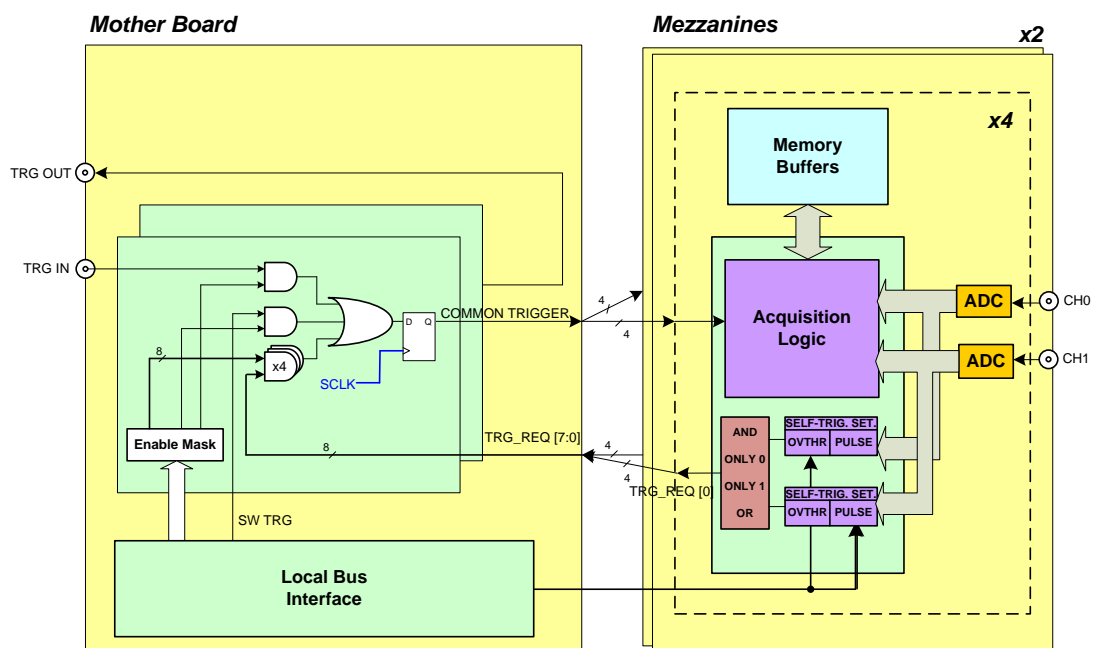 Mother Board
Mezzanines
x2
x4
Memory
Buffers
TRG OUT
TRG IN
D Q
COMMON TRIGGER
4
4
Acquisition
Logic
ADC
CH0
ADC
CH1
8
x4
SCLK
Enable Mask
TRG_REQ [7:0]
8
4
4
TRG_REQ [0]
AND
ONLY 0
ONLY 1
OR
SELF-TRIG. SET.
OVTHR PULSE
SELF-TRIG. SET.
OVTHR PULSE
SW TRG
Local Bus
Interface